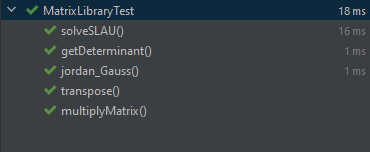 MatrixLibraryTest 18 ms
solveSLAU() 16 ms
getDeterminant() 1 ms
jordan_Gauss() 1 ms
transpose()
multiplyMatrix()